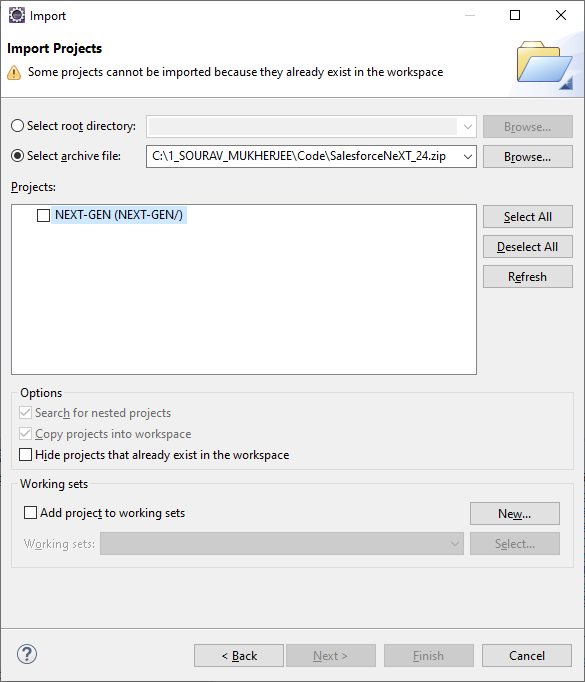 Import
Import Projects
Some projects cannot be imported because they already exist in the workspace
Select root directory:
Browse...
Select archive file:
C:\1_SOURAV_MUKHERJEE\Code\SalesforceNeXT_24.zip
Browse...
Projects:
NEXT-GEN (NEXT-GEN/)
Select All
Deselect All
Refresh
Options
Search for nested projects
Copy projects into workspace
Hide projects that already exist in the workspace
Working sets
Add project to working sets
New...
Working sets:
Select...
?
< Back
Next >
Finish
Cancel